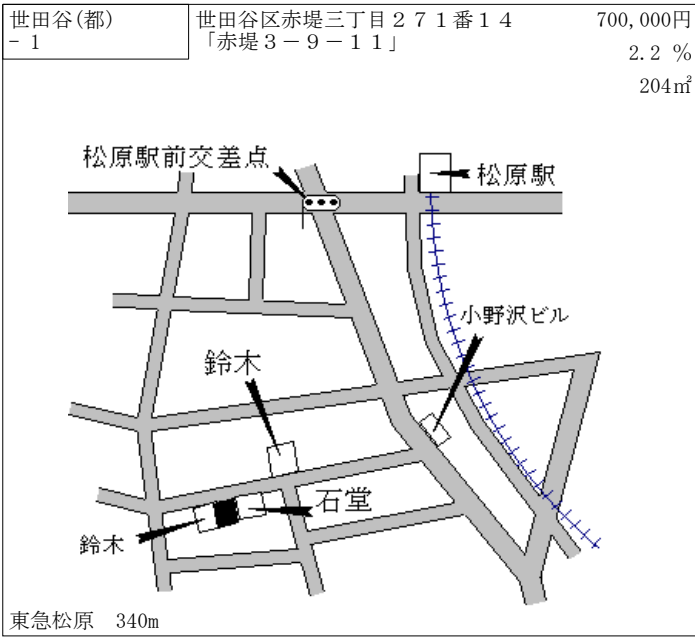 世田谷(都)
－１
世田谷区赤堤三丁目２７１番１４
「赤堤３－９－１１」
700,000円
2.2 %
204㎡
松原駅前交差点
松原駅
小野沢ビル
鈴木
石堂
鈴木
東急松原　340m